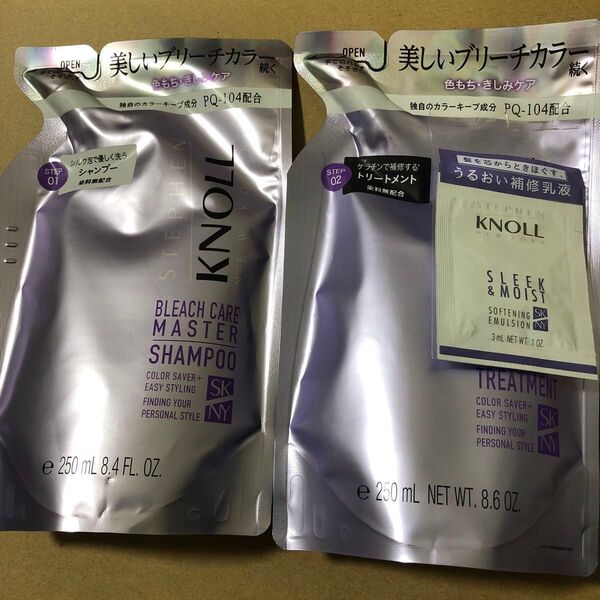 OPEN
美しいブリーチカラー
続く
色もち・きしみケア
独自のカラーキープ成分 PQ-104配合
STEP
01
シルク泡で優しく洗う
シャンプー
染料無配合
STEPHEN
KNOLL
NEW YORK
BLEACH CARE
MASTER
SHAMPOO
COLOR SAVER+
EASY STYLING
FINDING YOUR
PERSONAL STYLE
SK
NY
e 250 mL 8.4 FL. OZ.
OPEN
美しいブリーチカラー
続く
色もち・きしみケア
独自のカラーキープ成分 PQ-104配合
STEP
02
ケラチンで補修する
トリートメント
染料無配合
髪を芯からときほぐす。
うるおい補修乳液
STEPHEN
KNOLL
NEW YORK
SLEEK
& MOIST
SOFTENING
EMULSION
SK
NY
3 mL NET WT. .1 OZ.
TREATMENT
COLOR SAVER+
EASY STYLING
FINDING YOUR
PERSONAL STYLE
SK
NY
e 250 mL NET WT. 8.6 OZ.